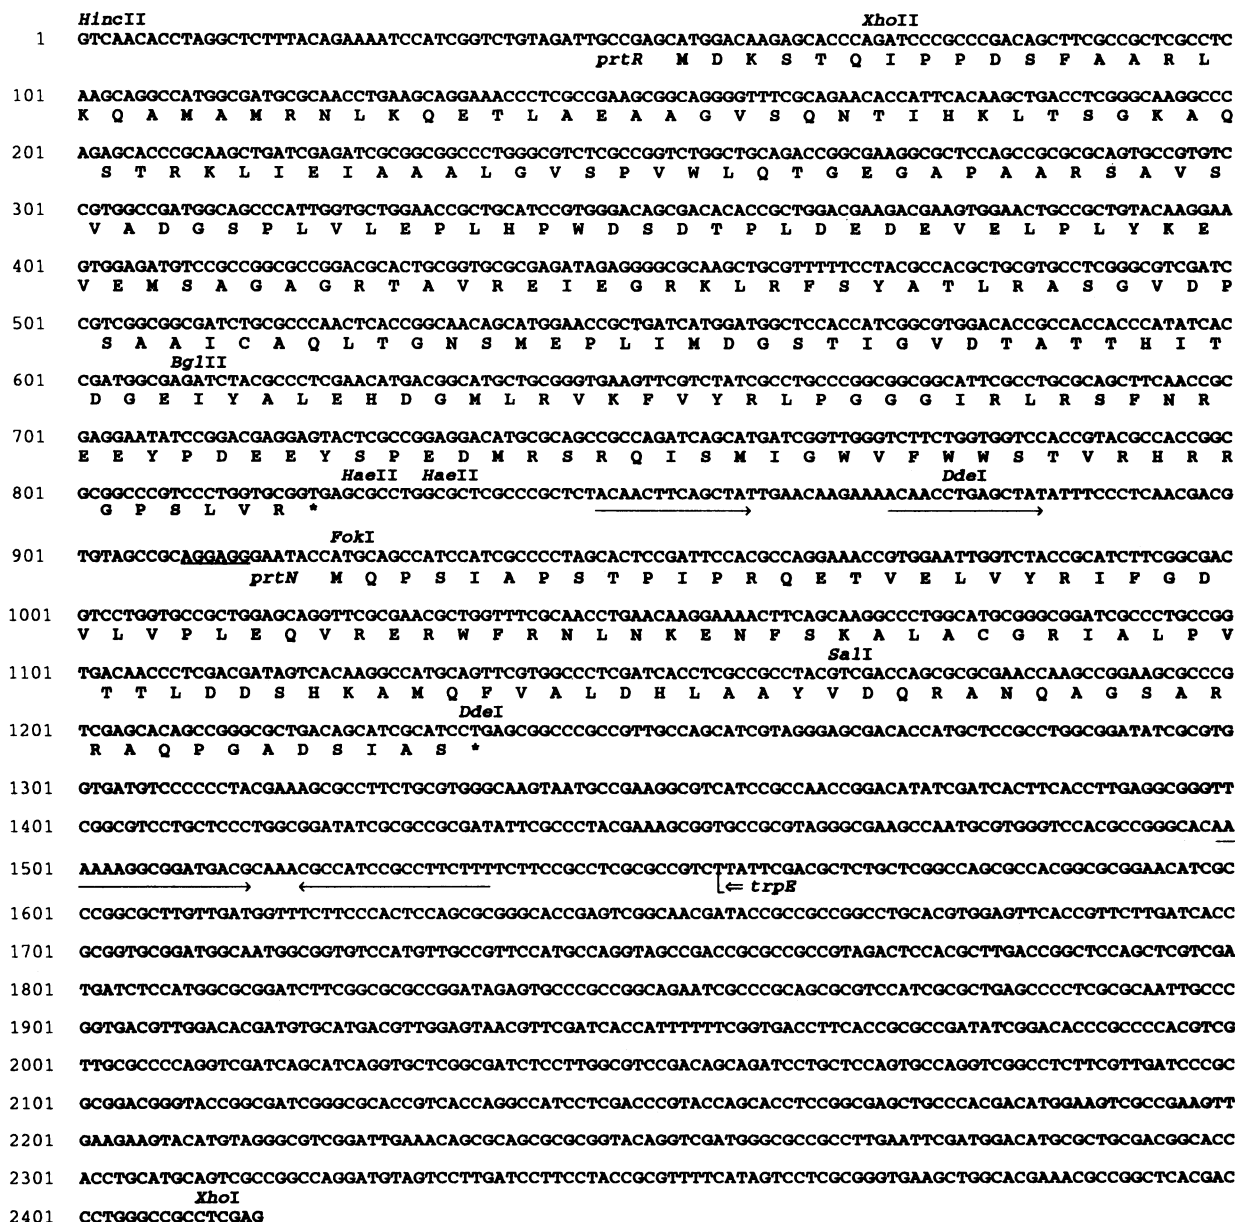 HincII XhoII
1 GTCAACACCTAGGCTCTTTACAGAAAATCCATCGGTCTGTAGATTGCCGAGCATGGACAAGAGCACCCAGATCCCGCCCGACAGCTTCGCCGCTCGCCTC
prtR M D K S T Q I P P D S F A A R L
101 AAGCAGGCCATGGCGATGCGCAACCTGAAGCAGGAAACCCTCGCCGAAGCGGCAGGGGTTTCGCAGAACACCATTCACAAGCTGACCTCGGGCAAGGCCC
K Q A M A M R N L K Q E T L A E A A G V S Q N T I H K L T S G K A Q
201 AGAGCACCCGCAAGCTGATCGAGATCGCGGCGGCCCTGGGCGTCTCGCCGGTCTGGCTGCAGACCGGCGAAGGCGCTCCAGCCGCGCGCAGTGCCGTGTC
S T R K L I E I A A A L G V S P V W L Q T G E G A P A A R S A V S
301 CGTGGCCGATGGCAGCCCATTGGTGCTGGAACCGCTGCATCCGTGGGACAGCGACACACCGCTGGACGAAGACGAAGTGGAACTGCCGCTGTACAAGGAA
V A D G S P L V L E P L H P W D S D T P L D E D E V E L P L Y K E
401 GTGGAGATGTCCGCCGGCGCCGGACGCACTGCGGTGCGCGAGATAGAGGGGCGCAAGCTGCGTTTTTCCTACGCCACGCTGCGTGCCTCGGGCGTCGATC
V E M S A G A G R T A V R E I E G R K L R F S Y A T L R A S G V D P
501 CGTCGGCGGCGATCTGCGCCCAACTCACCGGCAACAGCATGGAACCGCTGATCATGGATGGCTCCACCATCGGCGTGGACACCGCCACCACCCATATCAC
S A A I C A Q L T G N S M E P L I M D G S T I G V D T A T T H I T
BglII
601 CGATGGCGAGATCTACGCCCTCGAACATGACGGCATGCTGCGGGTGAAGTTCGTCTATCGCCTGCCCGGCGGCGGCATTCGCCTGCGCAGCTTCAACCGC
D G E I Y A L E H D G M L R V K F V Y R L P G G G I R L R S F N R
701 GAGGAATATCCGGACGAGGAGTACTCGCCGGAGGACATGCGCAGCCGCCAGATCAGCATGATCGGTTGGGTCTTCTGGTGGTCCACCGTACGCCACCGGC
E E Y P D E E Y S P E D M R S R Q I S M I G W V F W W S T V R H R R
HaeII HaeII DdeI
801 GCGGCCCGTCCCTGGTGCGGTGAGCGCCTGGCGCTCGCCCGCTCTACAACTTCAGCTATTGAACAAGAAAACAACCTGAGCTATATTTCCCTCAACGACG
G P S L V R *
FokI
901 TGTAGCCGCAGGAGGGAATACCATGCAGCCATCCATCGCCCCTAGCACTCCGATTCCACGCCAGGAAACCGTGGAATTGGTCTACCGCATCTTCGGCGAC
prtN M Q P S I A P S T P I P R Q E T V E L V Y R I F G D
1001 GTCCTGGTGCCGCTGGAGCAGGTTCGCGAACGCTGGTTTCGCAACCTGAACAAGGAAAACTTCAGCAAGGCCCTGGCATGCGGGCGGATCGCCCTGCCGG
V L V P L E Q V R E R W F R N L N K E N F S K A L A C G R I A L P V
SalI
1101 TGACAACCCTCGACGATAGTCACAAGGCCATGCAGTTCGTGGCCCTCGATCACCTCGCCGCCTACGTCGACCAGCGCGCGAACCAAGCCGGAAGCGCCCG
T T L D D S H K A M Q F V A L D H L A A Y V D Q R A N Q A G S A R
DdeI
1201 TCGAGCACAGCCGGGCGCTGACAGCATCGCATCCTGAGCGGCCCGCCGTTGCCAGCATCGTAGGGAGCGACACCATGCTCCGCCTGGCGGATATCGCGTG
R A Q P G A D S I A S *
1301 GTGATGTCCCCCCTACGAAAGCGCCTTCTGCGTGGGCAAGTAATGCCGAAGGCGTCATCCGCCAACCGGACATATCGATCACTTCACCTTGAGGCGGGTT
1401 CGGCGTCCTGCTCCCTGGCGGATATCGCGCCGCGATATTCGCCCTACGAAAGCGGTGCCGCGTAGGGCGAAGCCAATGCGTGGGTCCACGCCGGGCACAA
1501 AAAAGGCGGATGACGCAAACGCCATCCGCCTTCTTTTCTTCCGCCTCGCGCCGTCTTATTCGACGCTCTGCTCGGCCAGCGCCACGGCGCGGAACATCGC
⇐ trpE
1601 CCGGCGCTTGTTGATGGTTTCTTCCCACTCCAGCGCGGGCACCGAGTCGGCAACGATACCGCCGCCGGCCTGCACGTGGAGTTCACCGTTCTTGATCACC
1701 GCGGTGCGGATGGCAATGGCGGTGTCCATGTTGCCGTTCCATGCCAGGTAGCCGACCGCGCCGCCGTAGACTCCACGCTTGACCGGCTCCAGCTCGTCGA
1801 TGATCTCCATGGCGCGGATCTTCGGCGCGCCGGATAGAGTGCCCGCCGGCAGAATCGCCCGCAGCGCGTCCATCGCGCTGAGCCCCTCGCGCAATTGCCC
1901 GGTGACGTTGGACACGATGTGCATGACGTTGGAGTAACGTTCGATCACCATTTTTTCGGTGACCTTCACCGCGCCGATATCGGACACCCGCCCCACGTCG
2001 TTGCGCCCCAGGTCGATCAGCATCAGGTGCTCGGCGATCTCCTTGGCGTCCGACAGCAGATCCTGCTCCAGTGCCAGGTCGGCCTCTTCGTTGATCCCGC
2101 GCGGACGGGTACCGGCGATCGGGCGCACCGTCACCAGGCCATCCTCGACCCGTACCAGCACCTCCGGCGAGCTGCCCACGACATGGAAGTCGCCGAAGTT
2201 GAAGAAGTACATGTAGGGCGTCGGATTGAAACAGCGCAGCGCGCGGTACAGGTCGATGGGCGCCGCCTTGAATTCGATGGACATGCGCTGCGACGGCACC
2301 ACCTGCATGCAGTCGCCGGCCAGGATGTAGTCCTTGATCCTTCCTACCGCGTTTTTCATAGTCCTCGCGGGTGAAGCTGGCACGAAACGCCGGCTCACGAC
XhoI
2401 CCTGGGCCGCCTCGAG